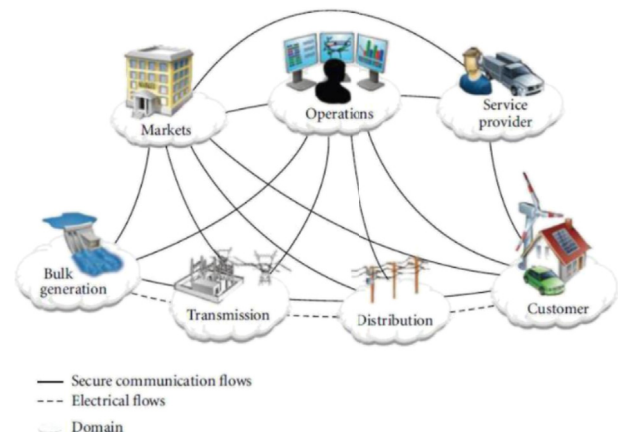 Markets
Operations
Service
provider
Bulk
generation
Transmission
Distribution
Customer
Secure communication flows
Electrical flows
Domain